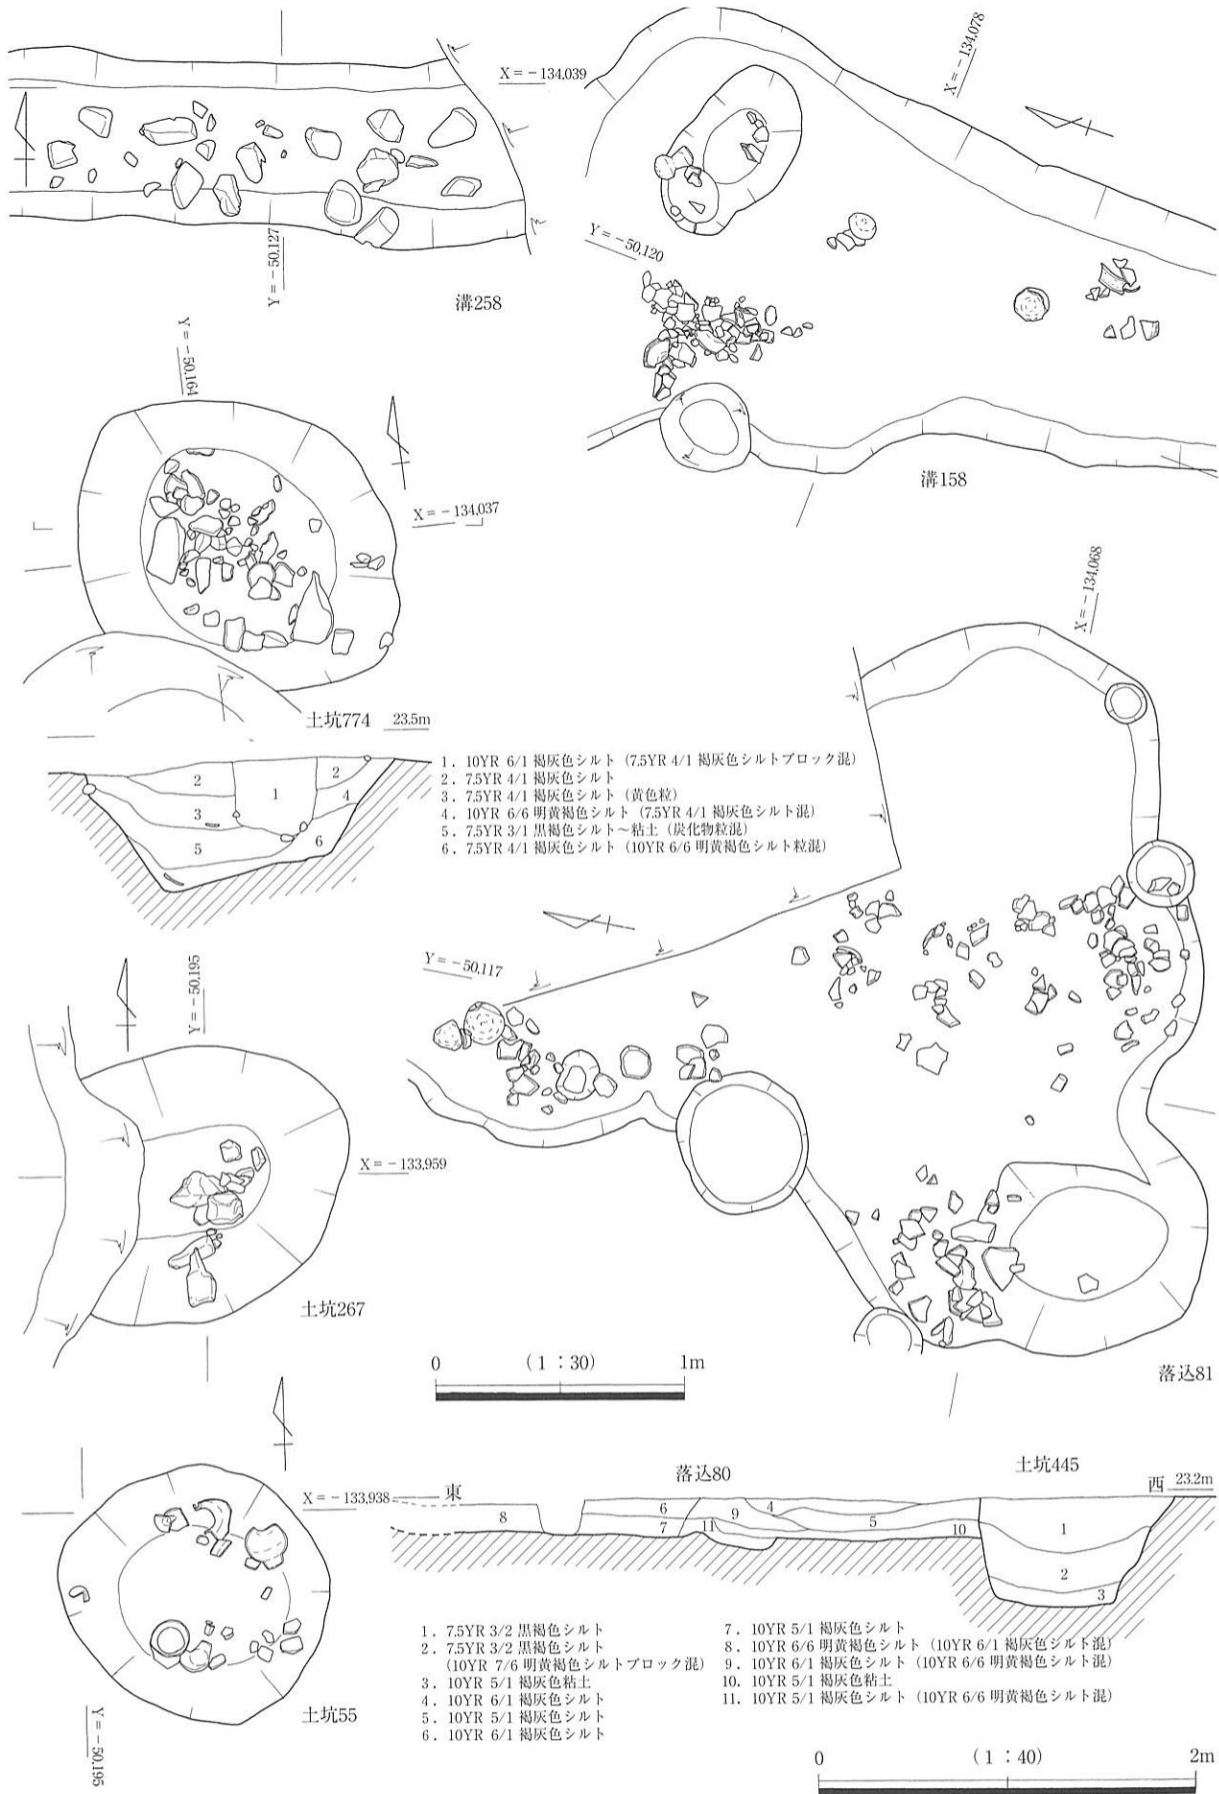 X=-134,039
Y=-50,127
溝258
X=-134,078
Y=-50,120
溝158
Y=-50,164
X=-134,037
土坑774 23.5m
2
1
2
3
4
5
6
1. 10YR 6/1 褐灰色シルト(7.5YR 4/1 褐灰色シルトブロック混)
2. 7.5YR 4/1 褐灰色シルト
3. 7.5YR 4/1 褐灰色シルト(黄色粒)
4. 10YR 6/6 明黄褐色シルト(7.5YR 4/1 褐灰色シルト混)
5. 7.5YR 3/1 黒褐色シルト~粘土(炭化物粒混)
6. 7.5YR 4/1 褐灰色シルト(10YR 6/6 明黄褐色シルト粒混)
X=-134,068
Y=-50,117
落込81
Y=-50,195
X=-133,959
土坑267
0 (1:30) 1m
X=-133,938
Y=-50,195
土坑55
東
落込80
土坑445
西 23.2m
8
6
7
11
9
4
5
10
1
2
3
1. 7.5YR 3/2 黒褐色シルト
2. 7.5YR 3/2 黒褐色シルト
(10YR 7/6 明黄褐色シルトブロック混)
3. 10YR 5/1 褐灰色粘土
4. 10YR 6/1 褐灰色シルト
5. 10YR 5/1 褐灰色シルト
6. 10YR 6/1 褐灰色シルト
7. 10YR 5/1 褐灰色シルト
8. 10YR 6/6 明黄褐色シルト(10YR 6/1 褐灰色シルト混)
9. 10YR 6/1 褐灰色シルト(10YR 6/6 明黄褐色シルト混)
10. 10YR 5/1 褐灰色粘土
11. 10YR 5/1 褐灰色シルト(10YR 6/6 明黄褐色シルト混)
0 (1:40) 2m